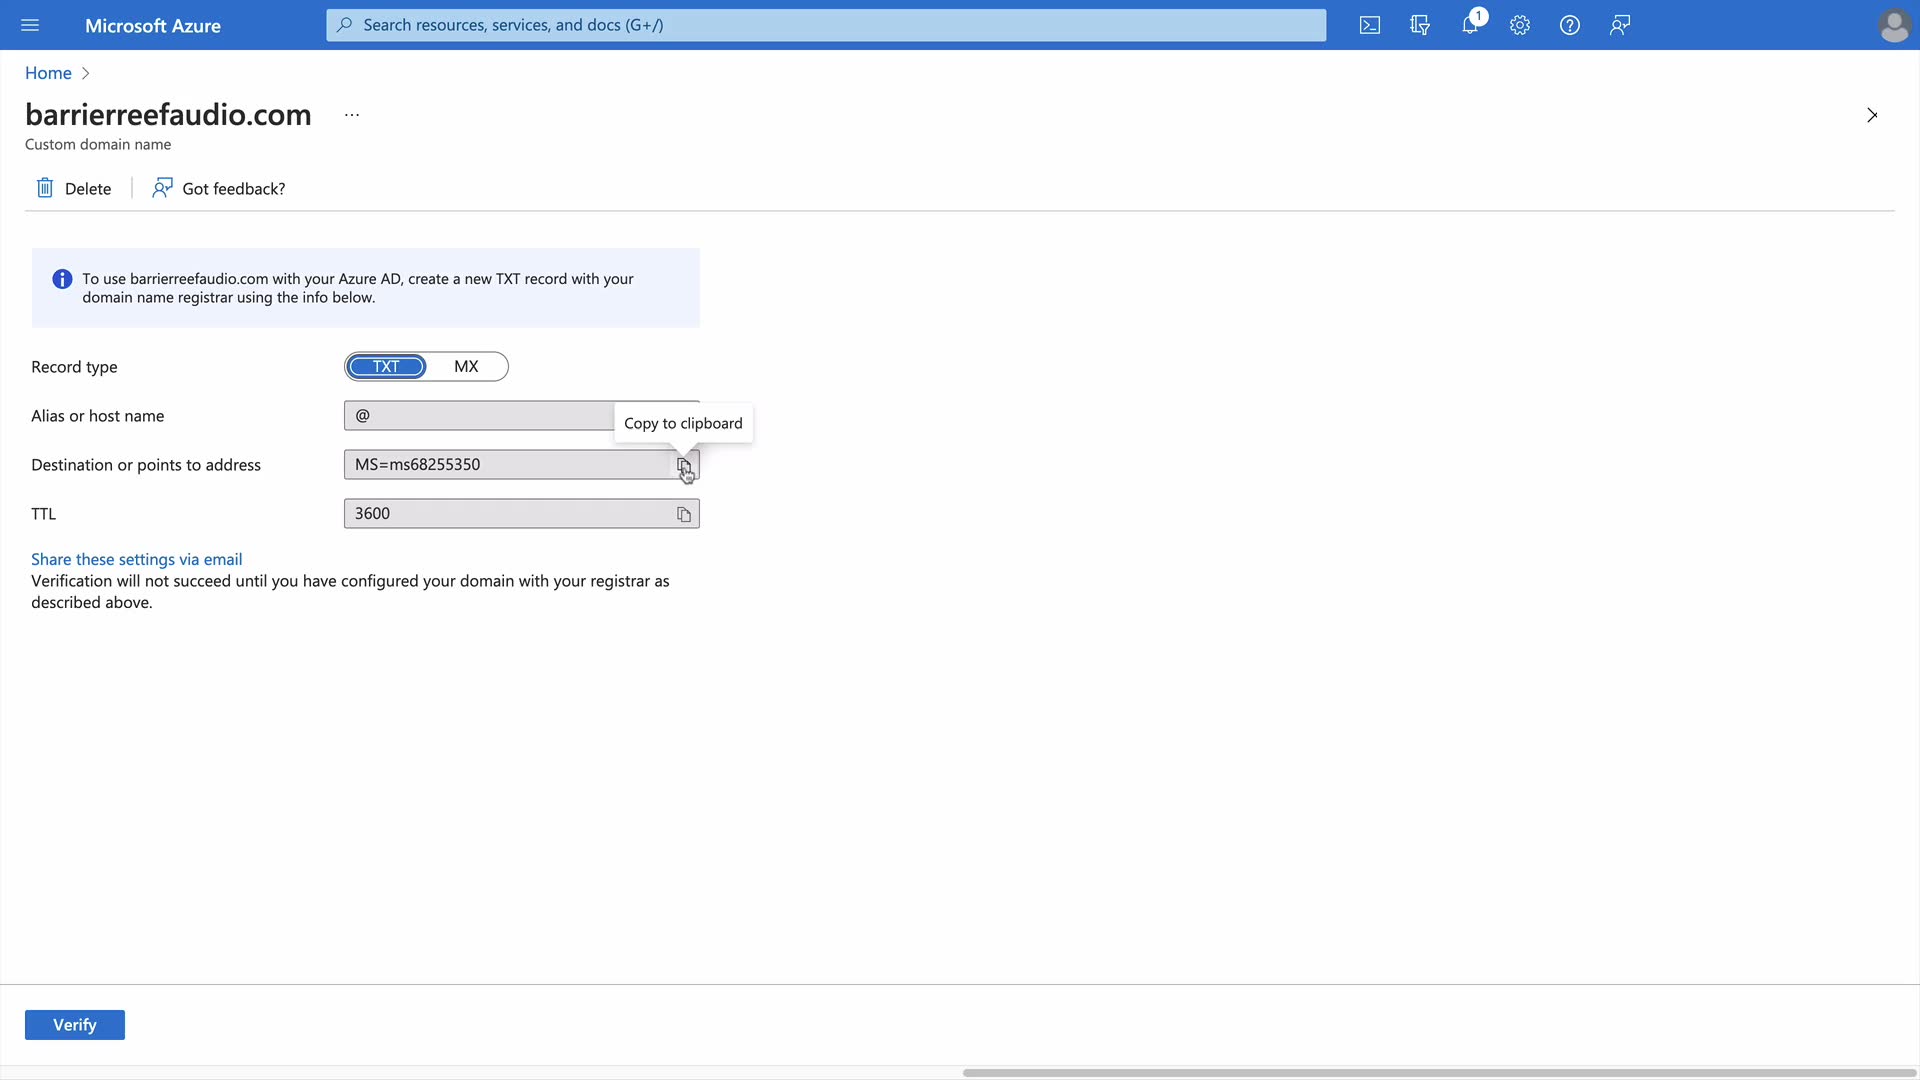 Microsoft Azure
Search resources, services, and docs (G+/)
1
Home
barrierreefaudio.com
...
Custom domain name
Delete
Got feedback?
To use barrierreefaudio.com with your Azure AD, create a new TXT record with your
domain name registrar using the info below.
Record type
TXT
MX
Alias or host name
@
Copy to clipboard
Destination or points to address
MS=ms68255350
TTL
3600
Share these settings via email
Verification will not succeed until you have configured your domain with your registrar as
described above.
Verify